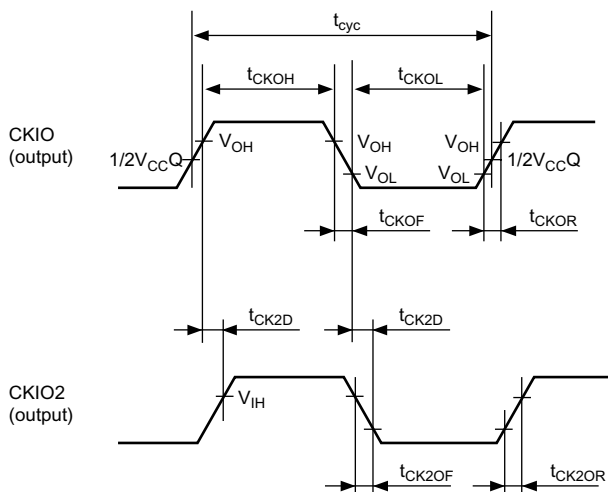 tcyc
tCKOH
tCKOL
CKIO
(output)
1/2VCCQ
VOH
VOH
VOL
VOL
VOH
1/2VCCQ
tCKOF
tCKOR
tCK2D
tCK2D
CKIO2
(output)
VIH
tCK2OF
tCK2OR